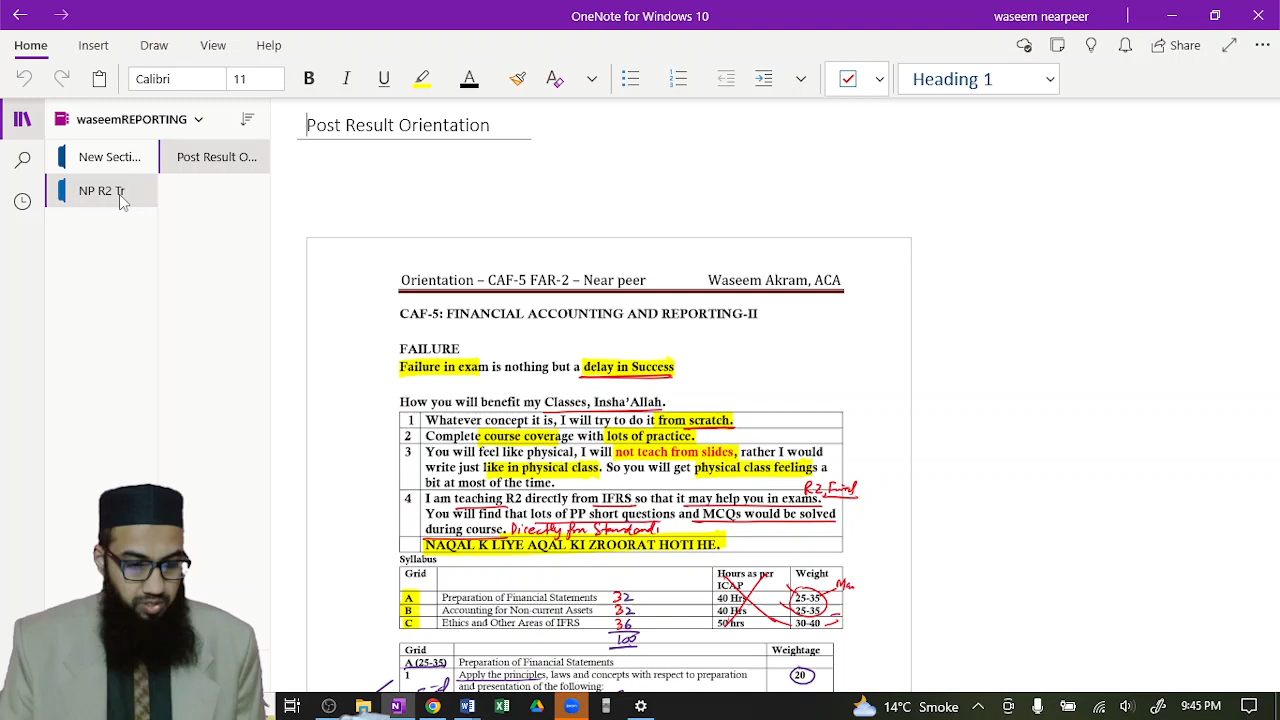 OneNote for Windows 10
waseem nearpeer
Home Insert Draw View Help
Share
Calibri 11 B I U A A Heading 1
waseemREPORTING
New Secti...
Post Result O...
NP R2 Tr
Post Result Orientation
Orientation – CAF-5 FAR-2 – Near peer Waseem Akram, ACA
CAF-5: FINANCIAL ACCOUNTING AND REPORTING-II
FAILURE
Failure in exam is nothing but a delay in Success
How you will benefit my Classes, Insha'Allah.
1 Whatever concept it is, I will try to do it from scratch.
2 Complete course coverage with lots of practice.
3 You will feel like physical, I will not teach from slides, rather I would
write just like in physical class. So you will get physical class feelings a
bit at most of the time.
R2, Final
4 I am teaching R2 directly from IFRS so that it may help you in exams.
You will find that lots of PP short questions and MCQs would be solved
during course. Directly from Standard
NAQAL K LIYE AQAL KI ZROORAT HOTI HE.
Syllabus
Grid Hours as per Weight
ICAP
A Preparation of Financial Statements 32 40 Hrs 25-35
B Accounting for Non-current Assets 32 40 Hrs 25-35
C Ethics and Other Areas of IFRS 36 50 hrs 30-40
100
Grid Weightage
A (25-35) Preparation of Financial Statements
1 Apply the principles, laws and concepts with respect to preparation 20
and presentation of the following:
14°C Smoke 9:45 PM